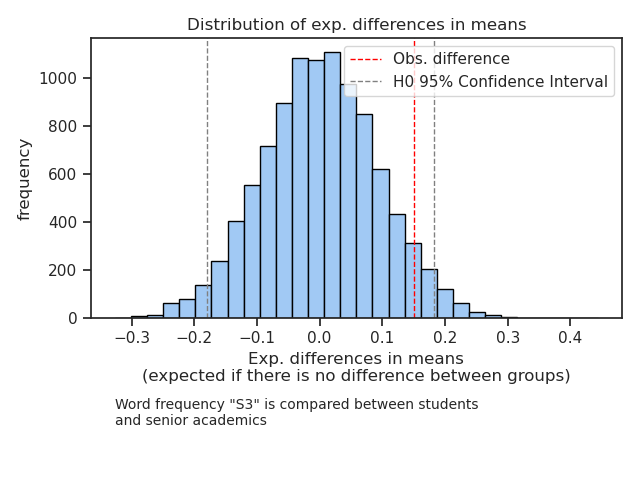 Distribution of exp. differences in means
Obs. difference
H0 95% Confidence Interval
frequency
1000
800
600
400
200
0
−0.3 −0.2 −0.1 0.0 0.1 0.2 0.3 0.4
Exp. differences in means
(expected if there is no difference between groups)
Word frequency "S3" is compared between students
and senior academics